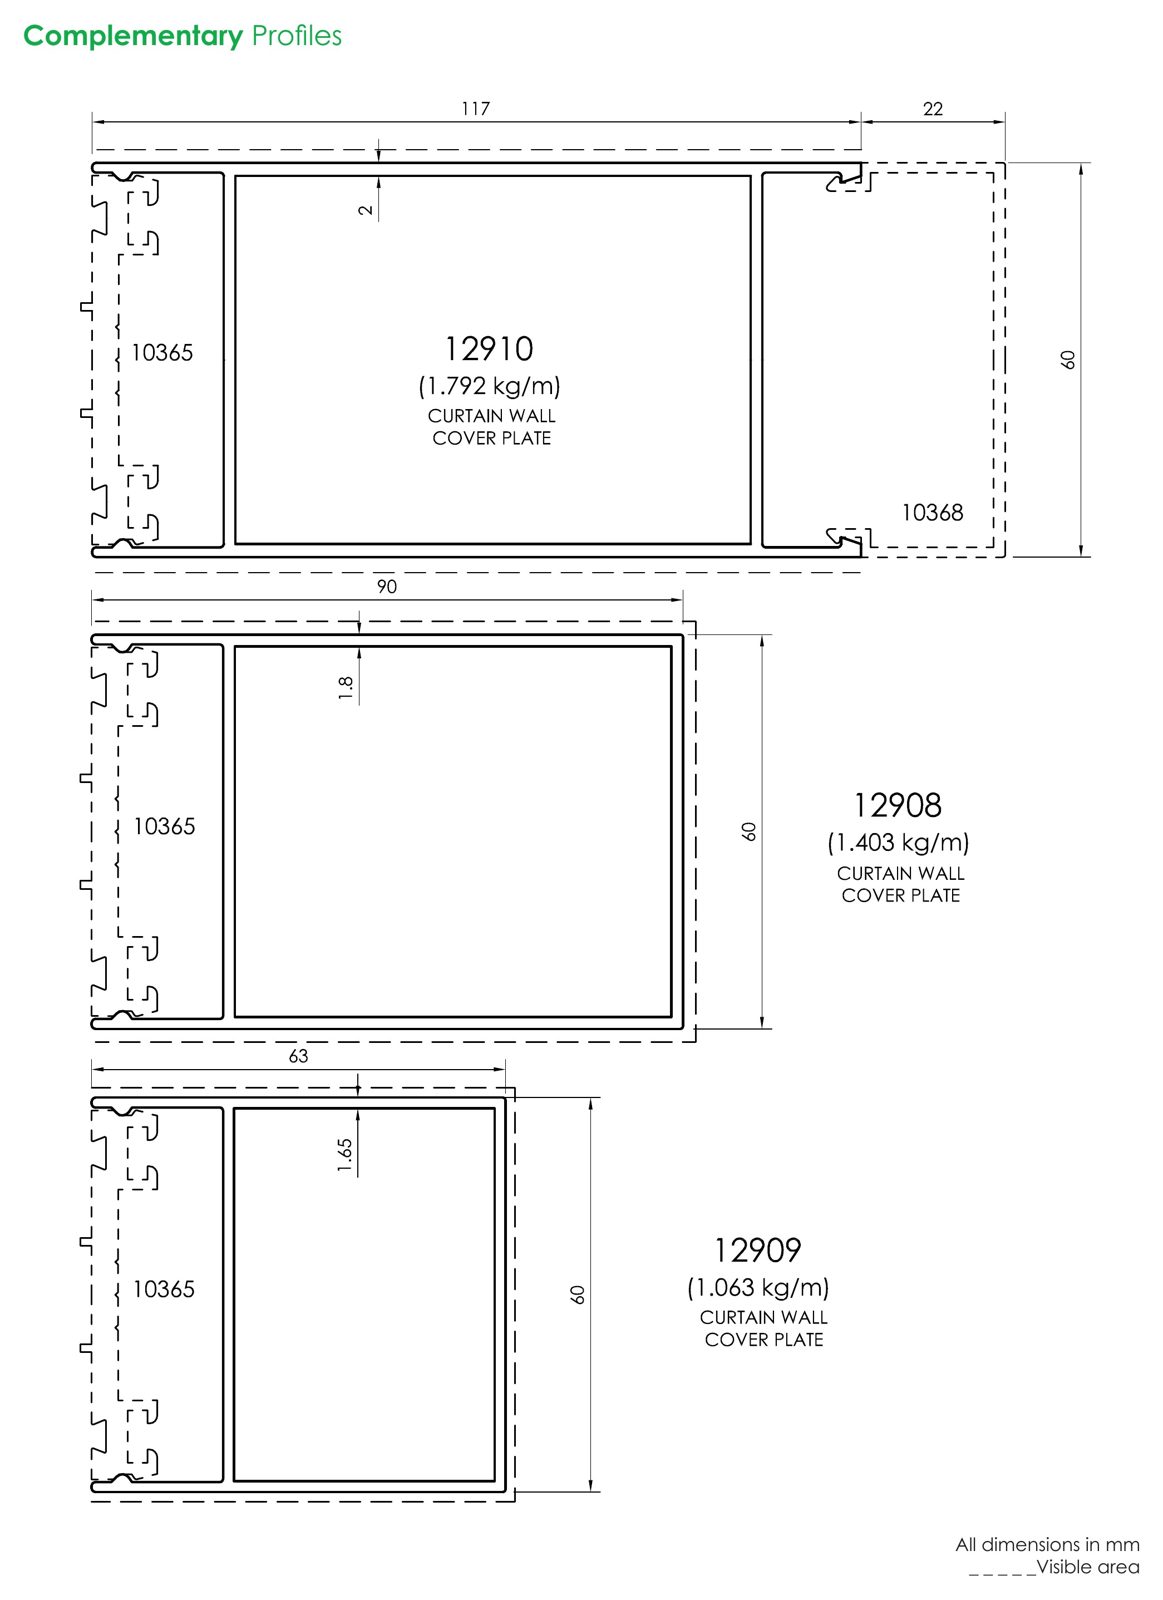 Complementary Profiles
117
22
2
10365
12910
(1.792 kg/m)
CURTAIN WALL
COVER PLATE
60
10368
90
1.8
10365
60
12908
(1.403 kg/m)
CURTAIN WALL
COVER PLATE
63
1.65
10365
60
12909
(1.063 kg/m)
CURTAIN WALL
COVER PLATE
All dimensions in mm
_ _ _ _ _Visible area